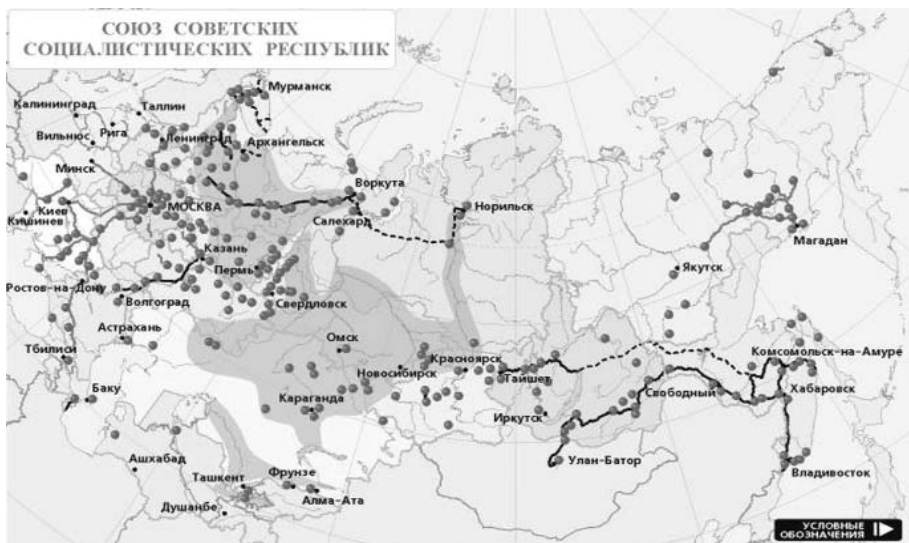 СОЮЗ СОВЕТСКИХ
СОЦИАЛИСТИЧЕСКИХ РЕСПУБЛИК
Мурманск
Калининград
Таллин
Рига
Вильнюс
Ленинград
Архангельск
Минск
Воркута
Киев
МОСКВА
Кишинев
Салехард
Норильск
Магадан
Казань
Пермь
Якутск
Ростов-на-Дону
Волгоград
Свердловск
Астрахань
Омск
Тбилиси
Новосибирск
Красноярск
Комсомольск-на-Амуре
Тайшет
Баку
Караганда
Свободный
Хабаровск
Иркутск
Ашхабад
Ташкент
Фрунзе
Улан-Батор
Владивосток
Душанбе
Алма-Ата
УСЛОВНЫЕ
ОБОЗНАЧЕНИЯ